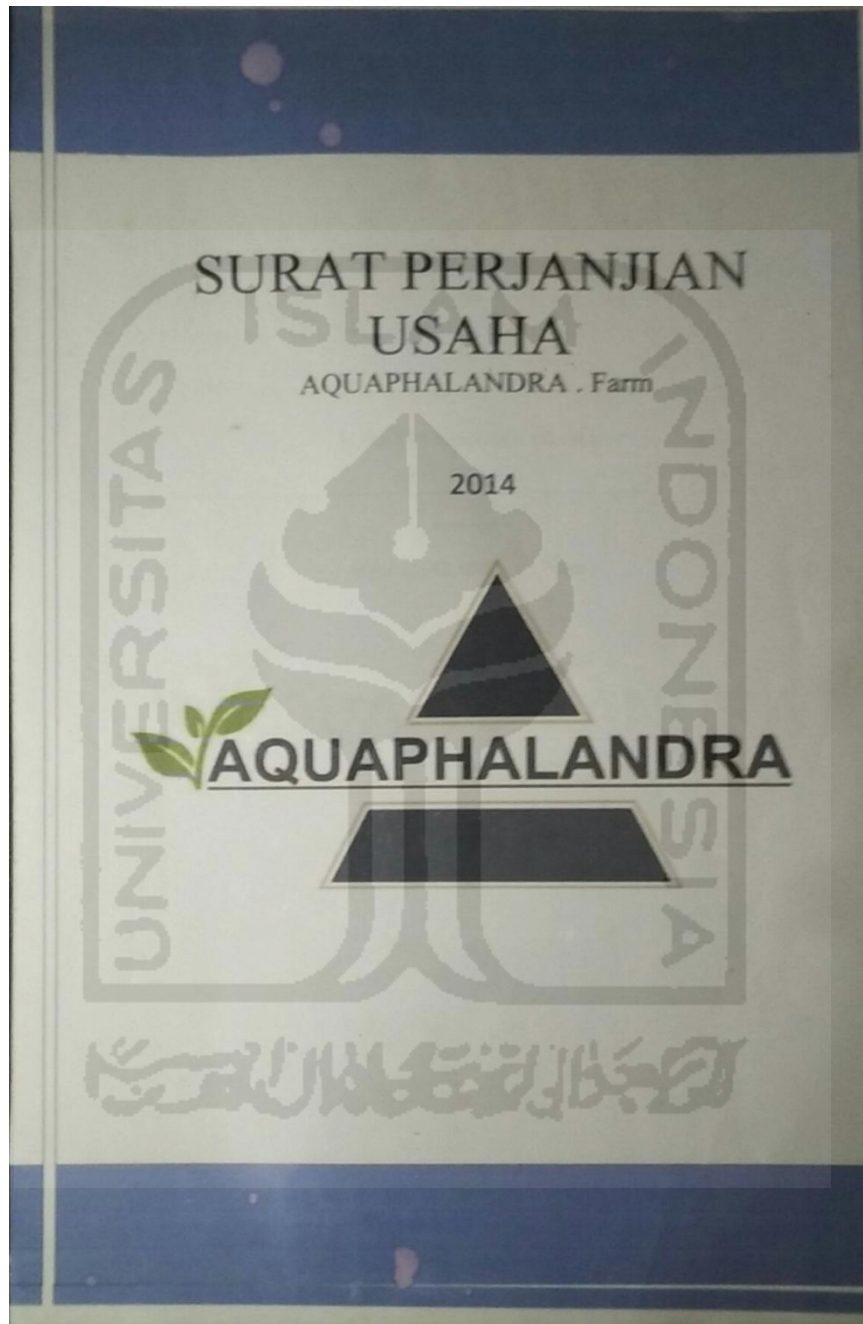 SURAT PERJANJIAN
USAHA
AQUAPHALANDRA . Farm
2014
AQUAPHALANDRA
UNIVERSITAS
ISLAM
INDONESIA